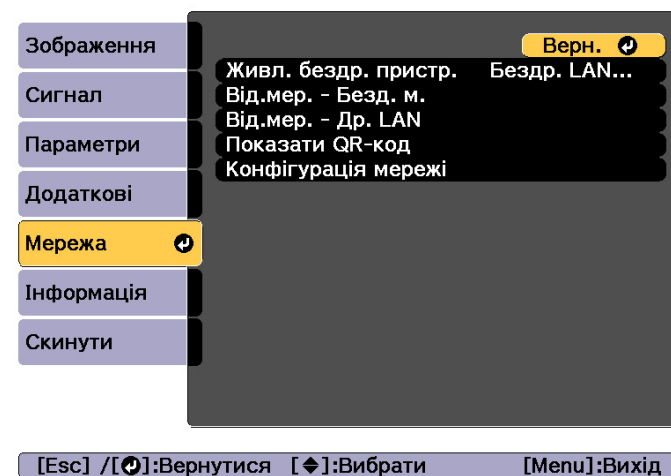 Зображення
Сигнал
Параметри
Додаткові
Мережа
Інформація
Скинути
Верн.
Живл. бездр. пристр. Бездр. LAN...
Від.мер. - Безд. м.
Від.мер. - Др. LAN
Показати QR-код
Конфігурація мережі
[Esc] /[⏎]:Вернутися [◆]:Вибрати [Menu]:Вихід